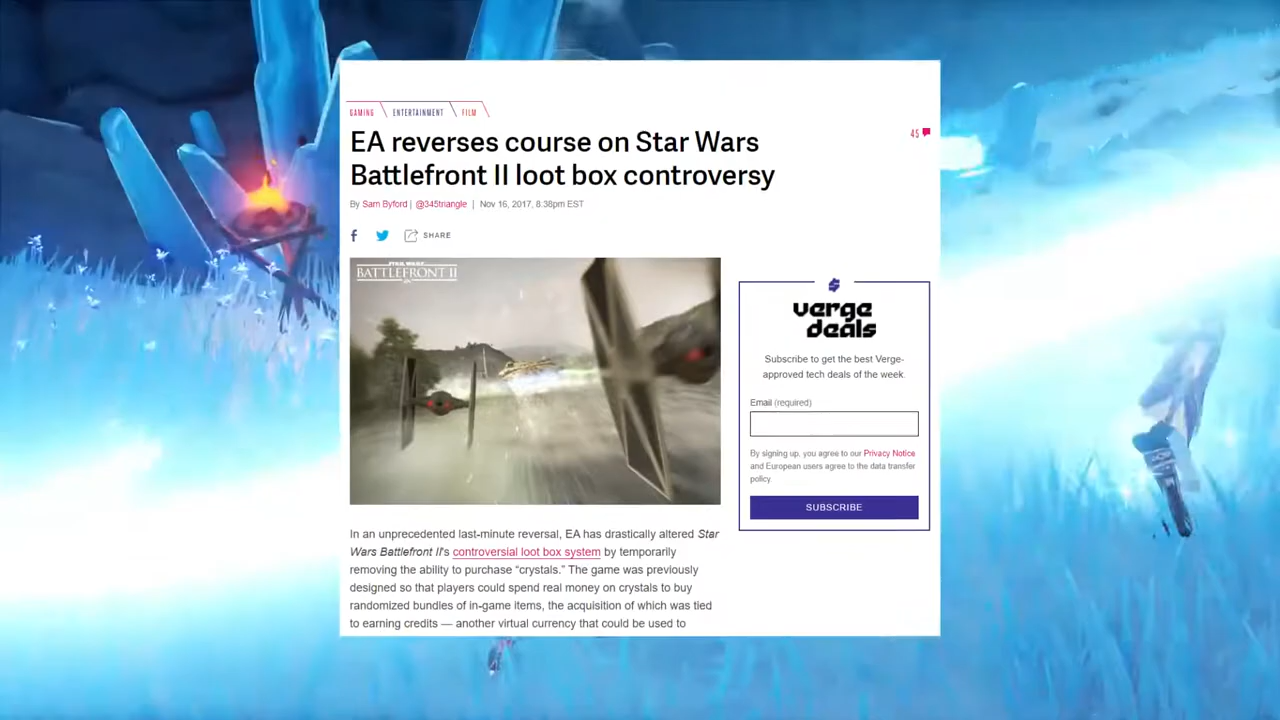 GAMING ENTERTAINMENT FILM
EA reverses course on Star Wars
Battlefront II loot box controversy
45
By Sam Byford | @345triangle | Nov 16, 2017, 8:38pm EST
SHARE
STAR WARS
BATTLEFRONT II
verge
deals
Subscribe to get the best Verge-
approved tech deals of the week.
Email (required)
By signing up, you agree to our Privacy Notice
and European users agree to the data transfer
policy.
SUBSCRIBE
In an unprecedented last-minute reversal, EA has drastically altered Star
Wars Battlefront II's controversial loot box system by temporarily
removing the ability to purchase “crystals.” The game was previously
designed so that players could spend real money on crystals to buy
randomized bundles of in-game items, the acquisition of which was tied
to earning credits — another virtual currency that could be used to